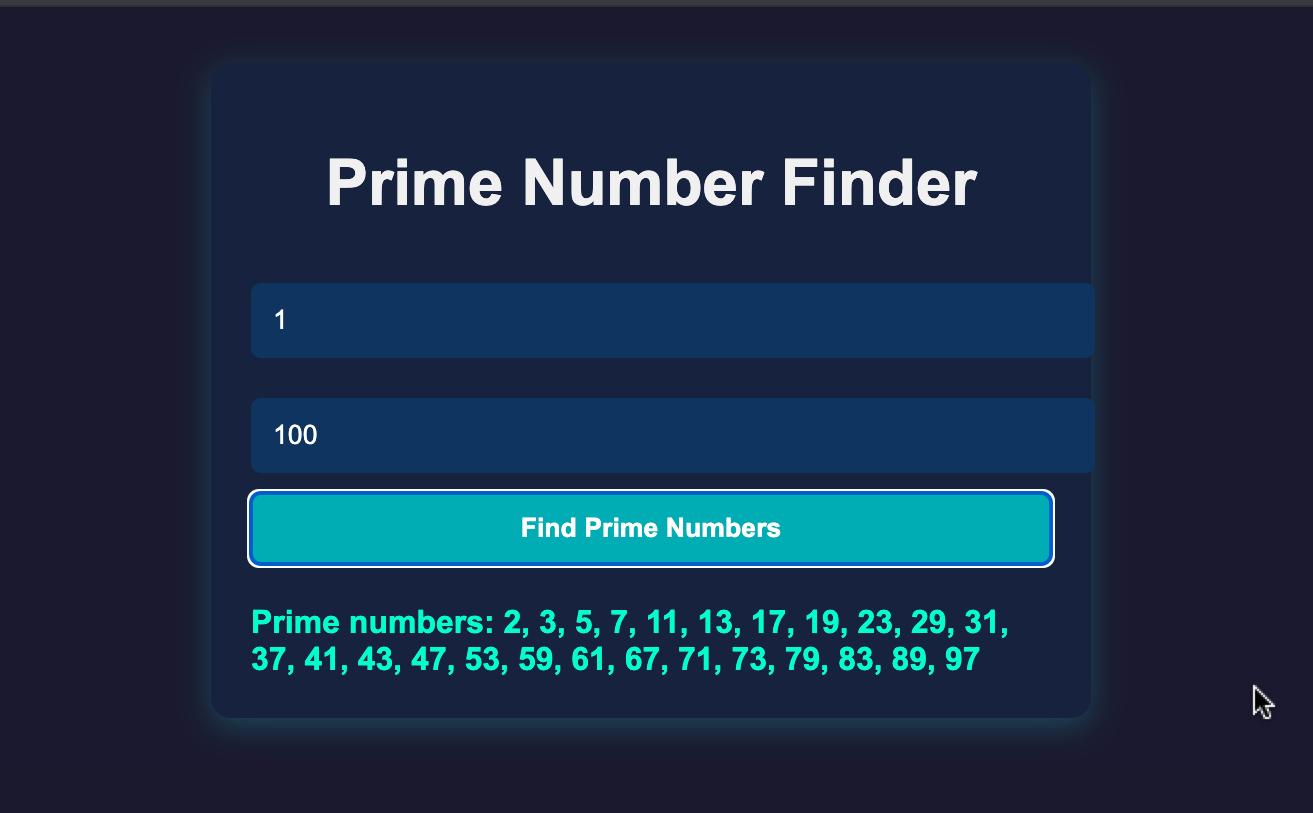 Prime Number Finder
1
100
Find Prime Numbers
Prime numbers: 2, 3, 5, 7, 11, 13, 17, 19, 23, 29, 31,
37, 41, 43, 47, 53, 59, 61, 67, 71, 73, 79, 83, 89, 97